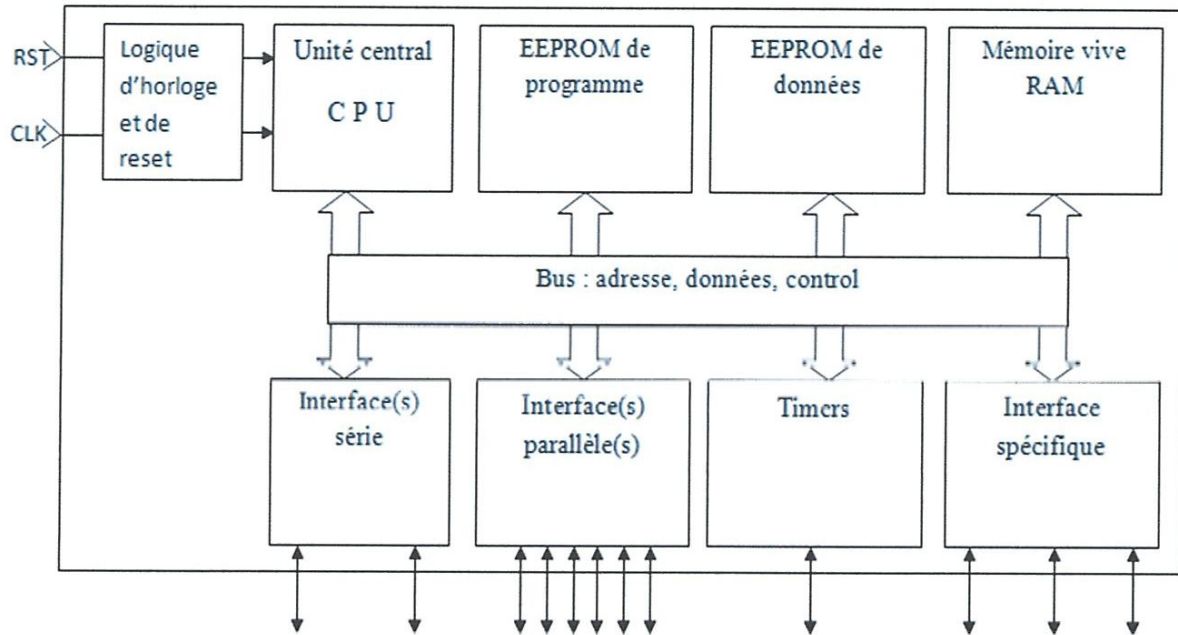 RST
CLK
Logique
d'horloge
et de
reset
Unité central
C P U
EEPROM de
programme
EEPROM de
données
Mémoire vive
RAM
Bus : adresse, données, control
Interface(s)
série
Interface(s)
parallèle(s)
Timers
Interface
spécifique